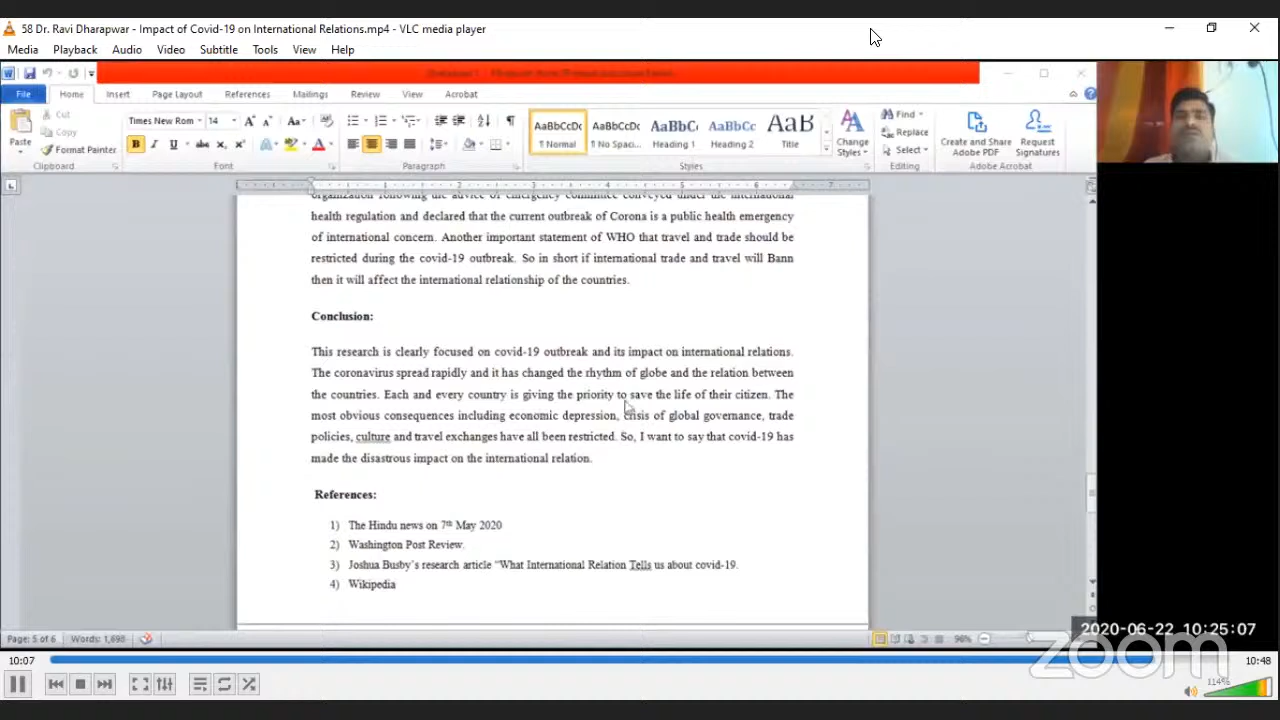 58 Dr. Ravi Dharapwar - Impact of Covid-19 on International Relations.mp4 - VLC media player
Media Playback Audio Video Subtitle Tools View Help
File Home Insert Page Layout References Mailings Review View Acrobat
Cut
Copy
Format Painter
Paste
Clipboard
Times New Rom 14
Font
Paragraph
AaBbCcDc AaBbCcDc AaBbC AaBbCc AaB
¶ Normal ¶ No Spaci... Heading 1 Heading 2 Title
Change Styles
Styles
Find
Replace
Select
Editing
Create and Share Adobe PDF
Request Signatures
Adobe Acrobat
organization following the advice of emergency committee conveyed under the international
health regulation and declared that the current outbreak of Corona is a public health emergency
of international concern. Another important statement of WHO that travel and trade should be
restricted during the covid-19 outbreak. So in short if international trade and travel will Bann
then it will affect the international relationship of the countries.
Conclusion:
This research is clearly focused on covid-19 outbreak and its impact on international relations.
The coronavirus spread rapidly and it has changed the rhythm of globe and the relation between
the countries. Each and every country is giving the priority to save the life of their citizen. The
most obvious consequences including economic depression, crisis of global governance, trade
policies, culture and travel exchanges have all been restricted. So, I want to say that covid-19 has
made the disastrous impact on the international relation.
References:
1) The Hindu news on 7th May 2020
2) Washington Post Review.
3) Joshua Busby's research article "What International Relation Tells us about covid-19.
4) Wikipedia
Page: 5 of 6 Words: 1,698
96%
2020-06-22 10:25:07
zoom
10:07
10:48
114%